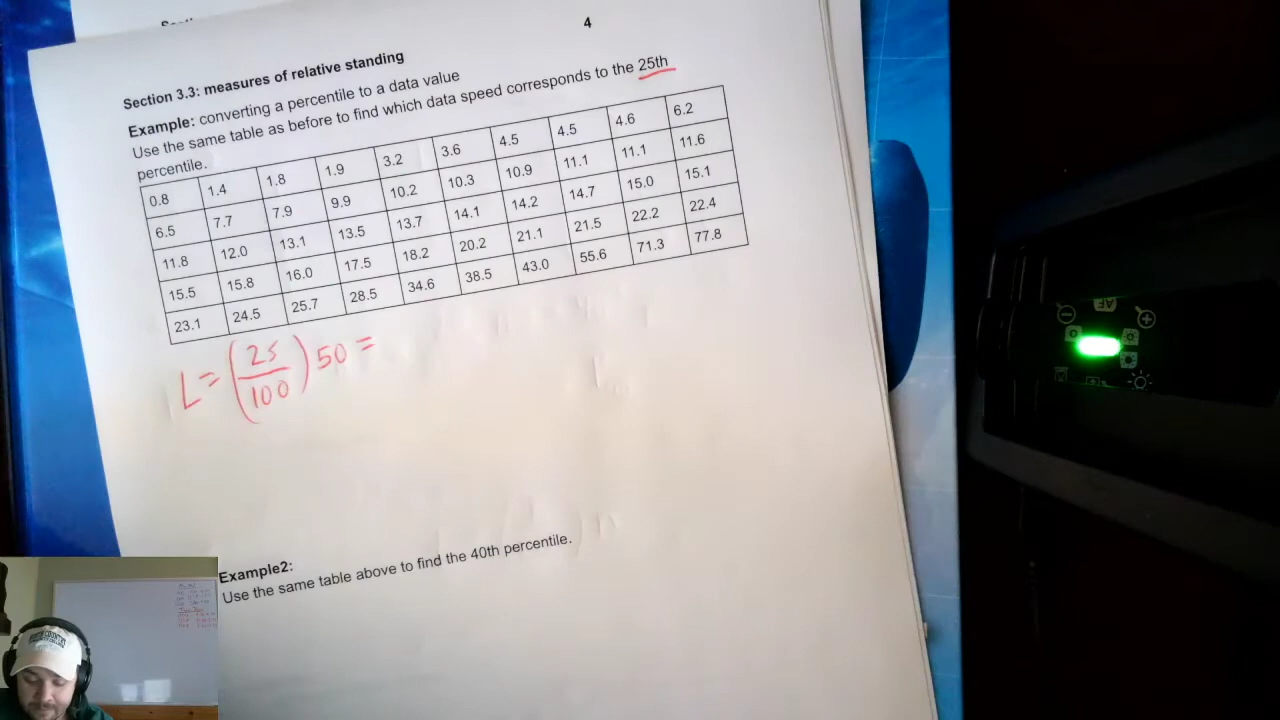 4
Section 3.3: measures of relative standing
Example: converting a percentile to a data value
Use the same table as before to find which data speed corresponds to the 25th
percentile.
0.8 1.4 1.8 1.9 3.2 3.6 4.5 4.5 4.6 6.2
6.5 7.7 7.9 9.9 10.2 10.3 10.9 11.1 11.1 11.6
11.8 12.0 13.1 13.5 13.7 14.1 14.2 14.7 15.0 15.1
15.5 15.8 16.0 17.5 18.2 20.2 21.1 21.5 22.2 22.4
23.1 24.5 25.7 28.5 34.6 38.5 43.0 55.6 71.3 77.8
L = (25/100) 50 =
Example2:
Use the same table above to find the 40th percentile.
AF